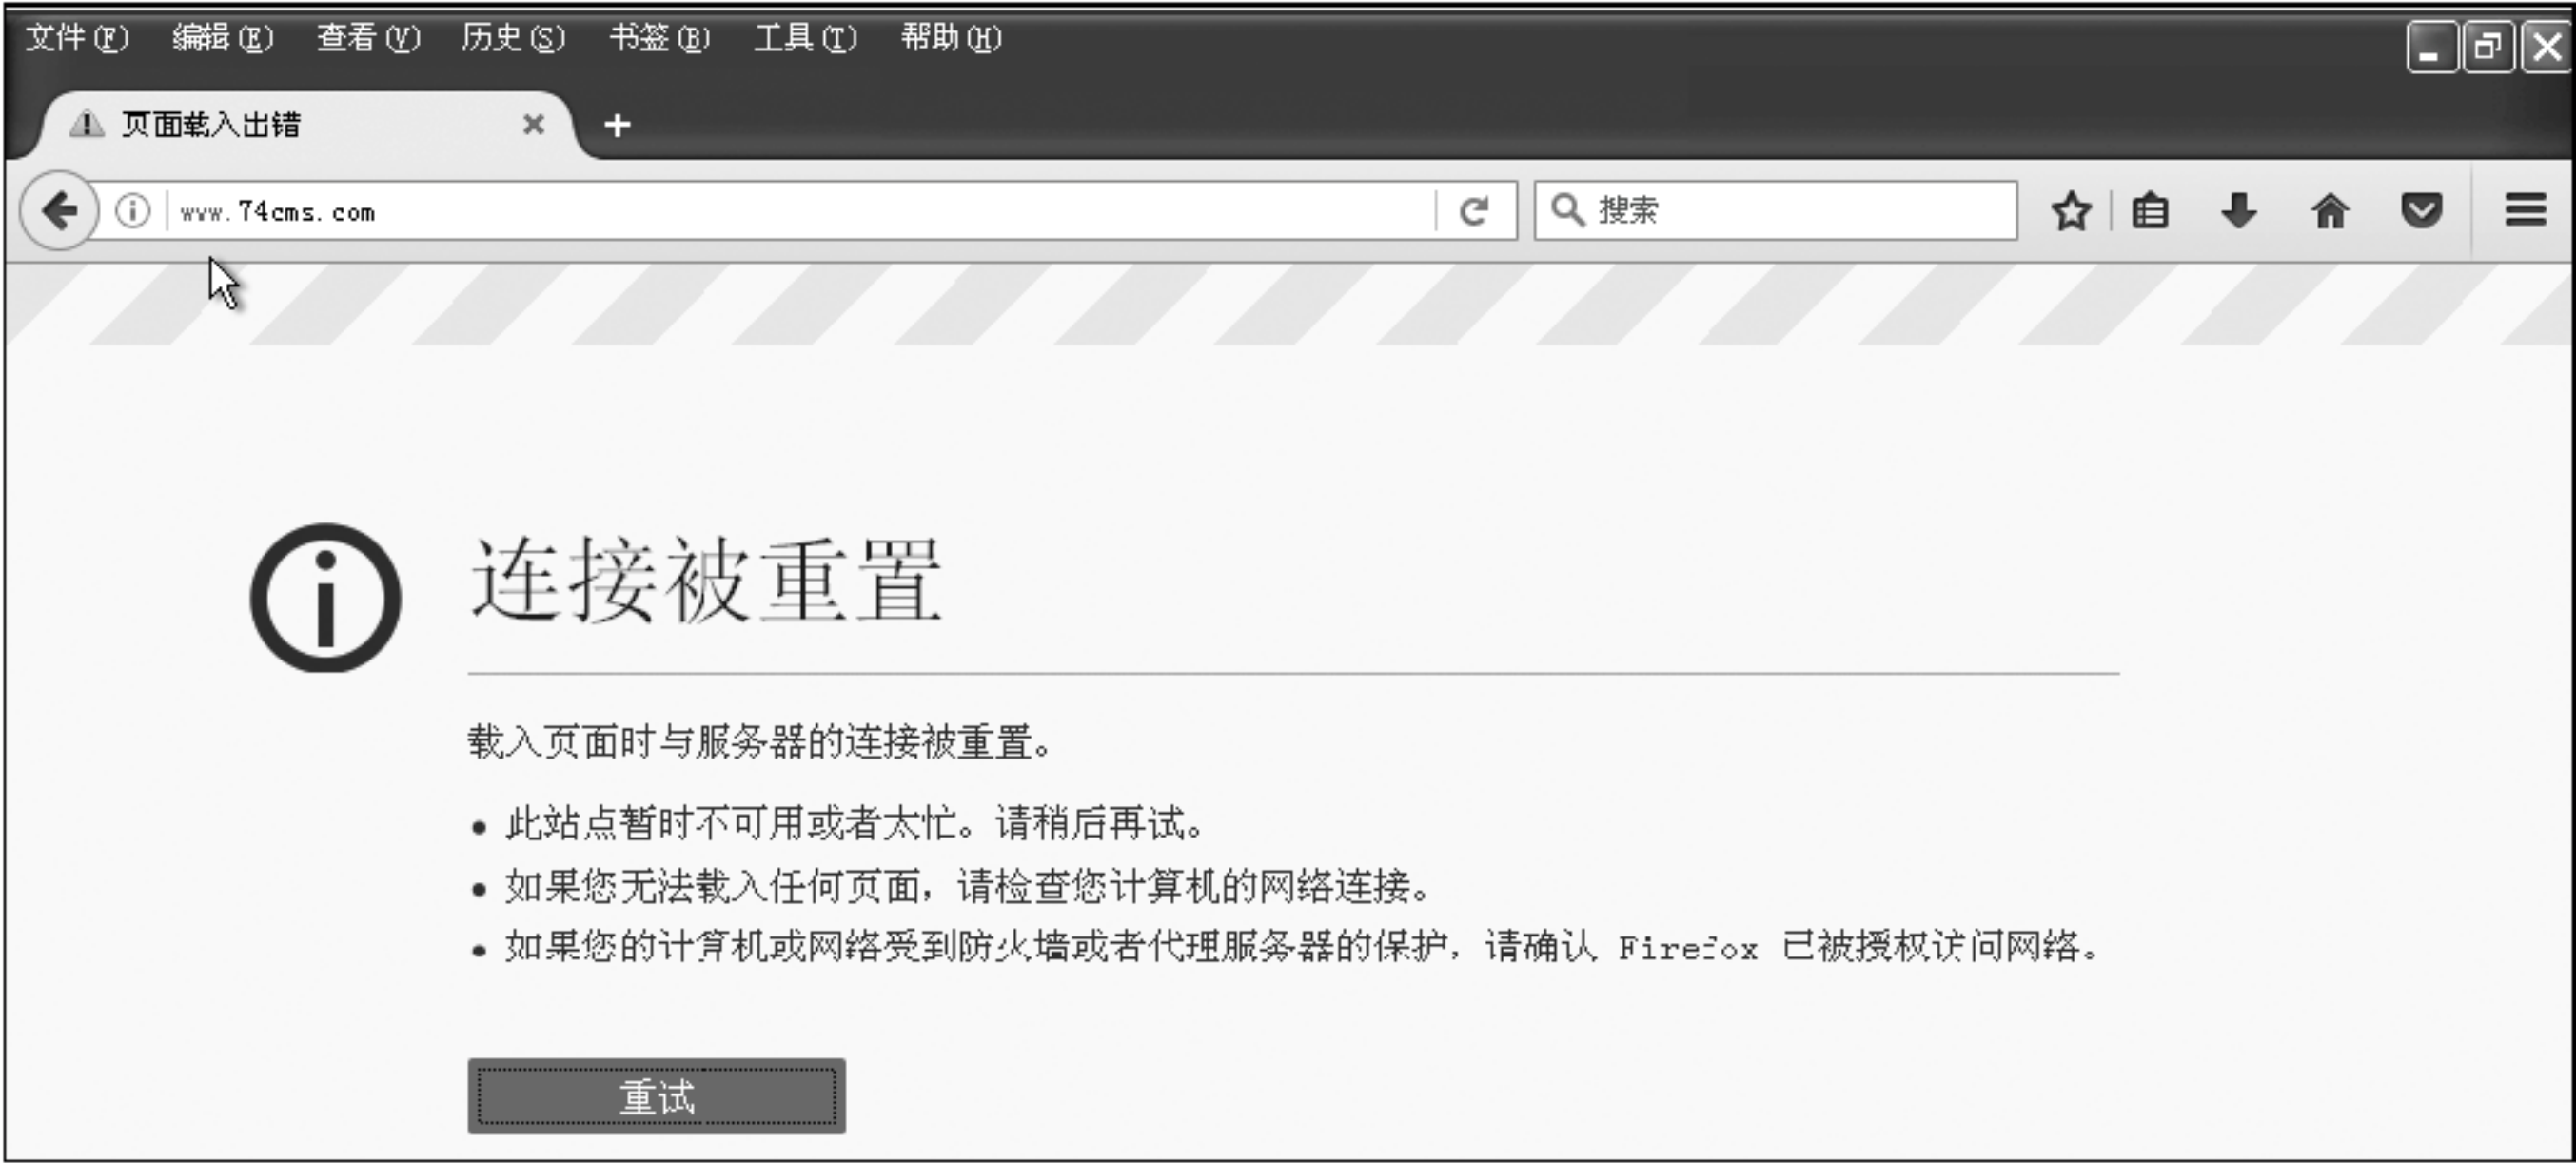 文件(F) 编辑(E) 查看(V) 历史(S) 书签(B) 工具(T) 帮助(H)
页面载入出错
www.74cms.com 搜索
连接被重置
载入页面时与服务器的连接被重置。
• 此站点暂时不可用或者太忙。请稍后再试。
• 如果您无法载入任何页面，请检查您计算机的网络连接。
• 如果您的计算机或网络受到防火墙或者代理服务器的保护，请确认 Firefox 已被授权访问网络。
重试